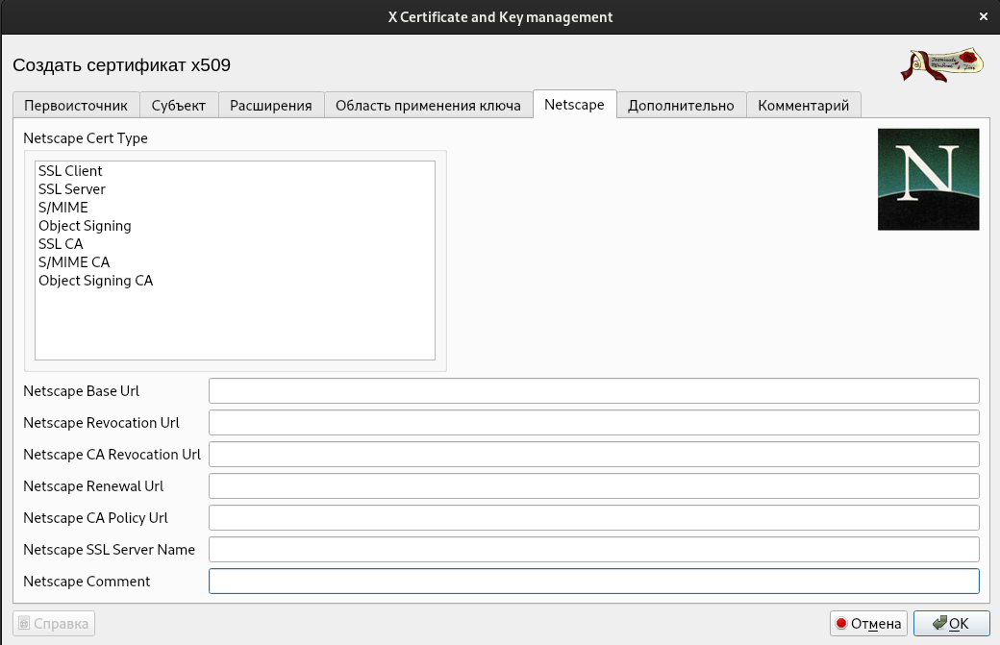 X Certificate and Key management
Создать сертификат x509
Первоисточник Субъект Расширения Область применения ключа Netscape Дополнительно Комментарий
Netscape Cert Type
SSL Client
SSL Server
S/MIME
Object Signing
SSL CA
S/MIME CA
Object Signing CA
N
Netscape Base Url
Netscape Revocation Url
Netscape CA Revocation Url
Netscape Renewal Url
Netscape CA Policy Url
Netscape SSL Server Name
Netscape Comment
Справка Отмена OK